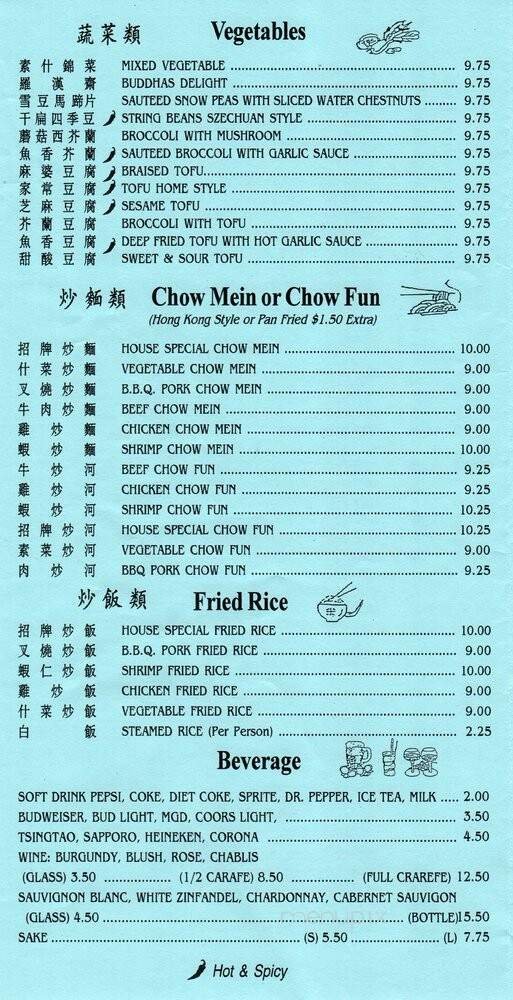 蔬菜類 Vegetables
素什錦菜 MIXED VEGETABLE 9.75
羅漢齋 BUDDHAS DELIGHT 9.75
雪豆馬蹄片 SAUTEED SNOW PEAS WITH SLICED WATER CHESTNUTS 9.75
干扁四季豆 STRING BEANS SZECHUAN STYLE 9.75
蘑菇西芥蘭 BROCCOLI WITH MUSHROOM 9.75
魚香芥蘭 SAUTEED BROCCOLI WITH GARLIC SAUCE 9.75
麻婆豆腐 BRAISED TOFU 9.75
家常豆腐 TOFU HOME STYLE 9.75
芝麻豆腐 SESAME TOFU 9.75
芥蘭豆腐 BROCCOLI WITH TOFU 9.75
魚香豆腐 DEEP FRIED TOFU WITH HOT GARLIC SAUCE 9.75
甜酸豆腐 SWEET & SOUR TOFU 9.75
炒麵類 Chow Mein or Chow Fun
(Hong Kong Style or Pan Fried $1.50 Extra)
招牌炒麵 HOUSE SPECIAL CHOW MEIN 10.00
什菜炒麵 VEGETABLE CHOW MEIN 9.00
叉燒炒麵 B.B.Q. PORK CHOW MEIN 9.00
牛肉炒麵 BEEF CHOW MEIN 9.00
雞炒麵 CHICKEN CHOW MEIN 9.00
蝦炒麵 SHRIMP CHOW MEIN 10.00
牛炒河 BEEF CHOW FUN 9.25
雞炒河 CHICKEN CHOW FUN 9.25
蝦炒河 SHRIMP CHOW FUN 10.25
招牌炒河 HOUSE SPECIAL CHOW FUN 10.25
素菜炒河 VEGETABLE CHOW FUN 9.00
肉炒河 BBQ PORK CHOW FUN 9.25
炒飯類 Fried Rice
招牌炒飯 HOUSE SPECIAL FRIED RICE 10.00
叉燒炒飯 B.B.Q. PORK FRIED RICE 9.00
蝦仁炒飯 SHRIMP FRIED RICE 10.00
雞炒飯 CHICKEN FRIED RICE 9.00
什菜炒飯 VEGETABLE FRIED RICE 9.00
白飯 STEAMED RICE (Per Person) 2.25
Beverage
SOFT DRINK PEPSI, COKE, DIET COKE, SPRITE, DR. PEPPER, ICE TEA, MILK 2.00
BUDWEISER, BUD LIGHT, MGD, COORS LIGHT, 3.50
TSINGTAO, SAPPORO, HEINEKEN, CORONA 4.50
WINE: BURGUNDY, BLUSH, ROSE, CHABLIS
(GLASS) 3.50 (1/2 CARAFE) 8.50 (FULL CRAREFE) 12.50
SAUVIGNON BLANC, WHITE ZINFANDEL, CHARDONNAY, CABERNET SAUVIGON
(GLASS) 4.50 (BOTTLE)15.50
SAKE (S) 5.50 (L) 7.75
Hot & Spicy